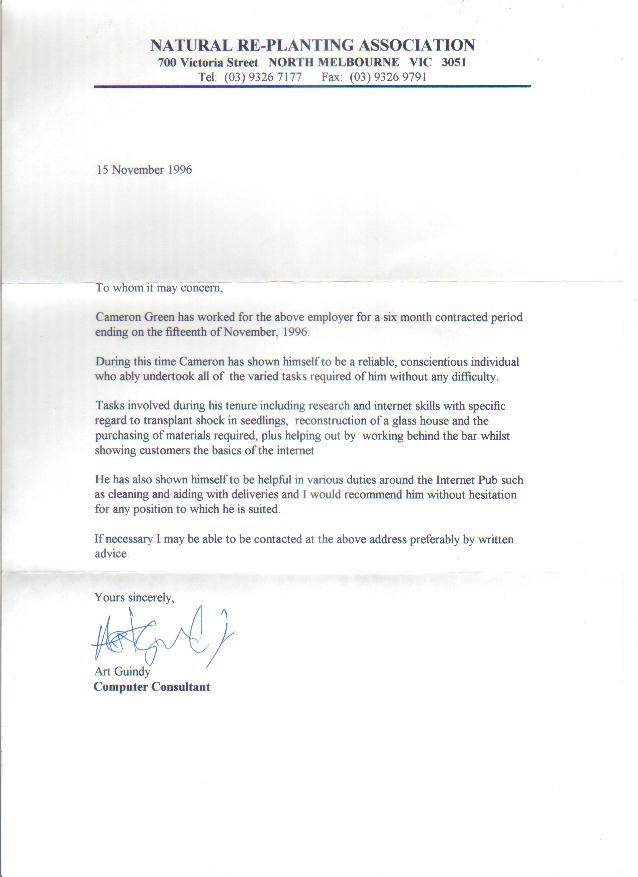 NATURAL RE-PLANTING ASSOCIATION
700 Victoria Street NORTH MELBOURNE VIC 3051
Tel: (03) 9326 7177 Fax: (03) 9326 9791
15 November 1996
To whom it may concern,
Cameron Green has worked for the above employer for a six month contracted period
ending on the fifteenth of November, 1996.
During this time Cameron has shown himself to be a reliable, conscientious individual
who ably undertook all of the varied tasks required of him without any difficulty.
Tasks involved during his tenure including research and internet skills with specific
regard to transplant shock in seedlings, reconstruction of a glass house and the
purchasing of materials required, plus helping out by working behind the bar whilst
showing customers the basics of the internet
He has also shown himself to be helpful in various duties around the Internet Pub such
as cleaning and aiding with deliveries and I would recommend him without hesitation
for any position to which he is suited.
If necessary I may be able to be contacted at the above address preferably by written
advice
Yours sincerely,
Art Guindy
Computer Consultant